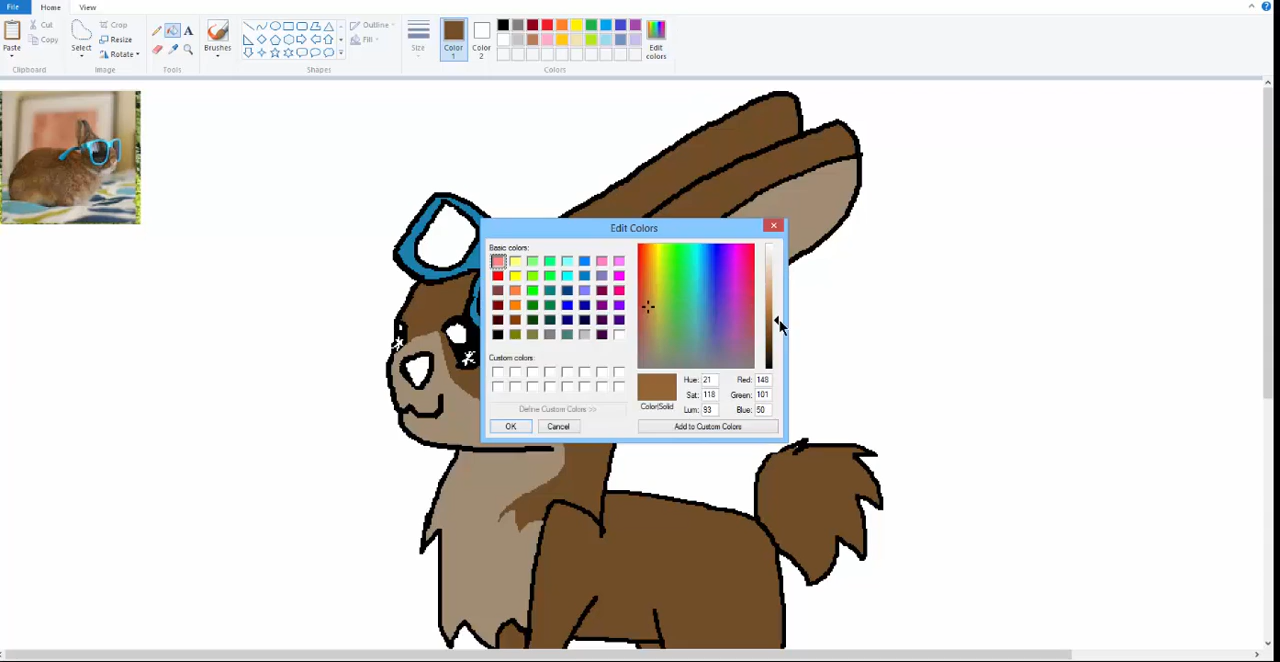 File Home View
Paste
Cut
Copy
Clipboard
Select
Crop
Resize
Rotate
Image
A
Tools
Brushes
Outline
Fill
Shapes
Size
Color
1
Color
2
Edit
colors
Colors
Edit Colors
Basic colors:
Custom colors:
Define Custom Colors >>
OK Cancel
Color|Solid
Hue: 21 Red: 148
Sat: 118 Green: 101
Lum: 93 Blue: 50
Add to Custom Colors